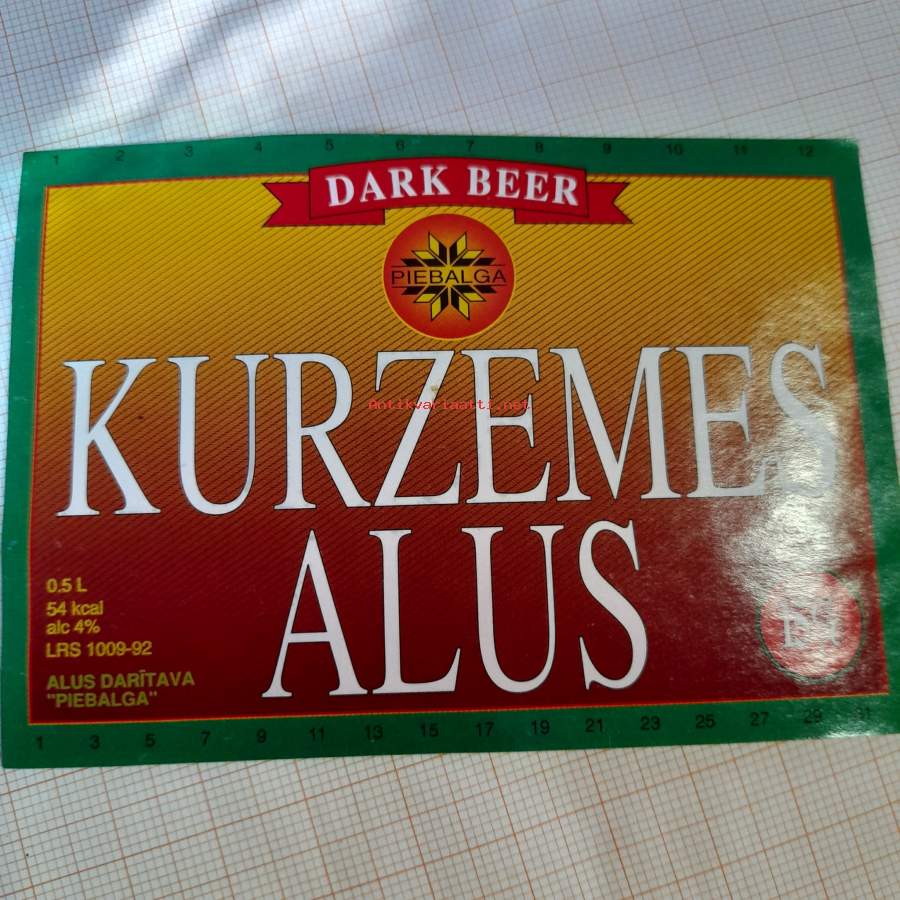 1 2 3 4 5 6 7 8 9 10 11 12
DARK BEER
PIEBALGA
KURZEMES
Antikvariaatti.net
ALUS
0.5 L
54 kcal
alc 4%
LRS 1009-92
ALUS DARĪTAVA
"PIEBALGA"
1 3 5 7 9 11 13 15 17 19 21 23 25 27 29 31